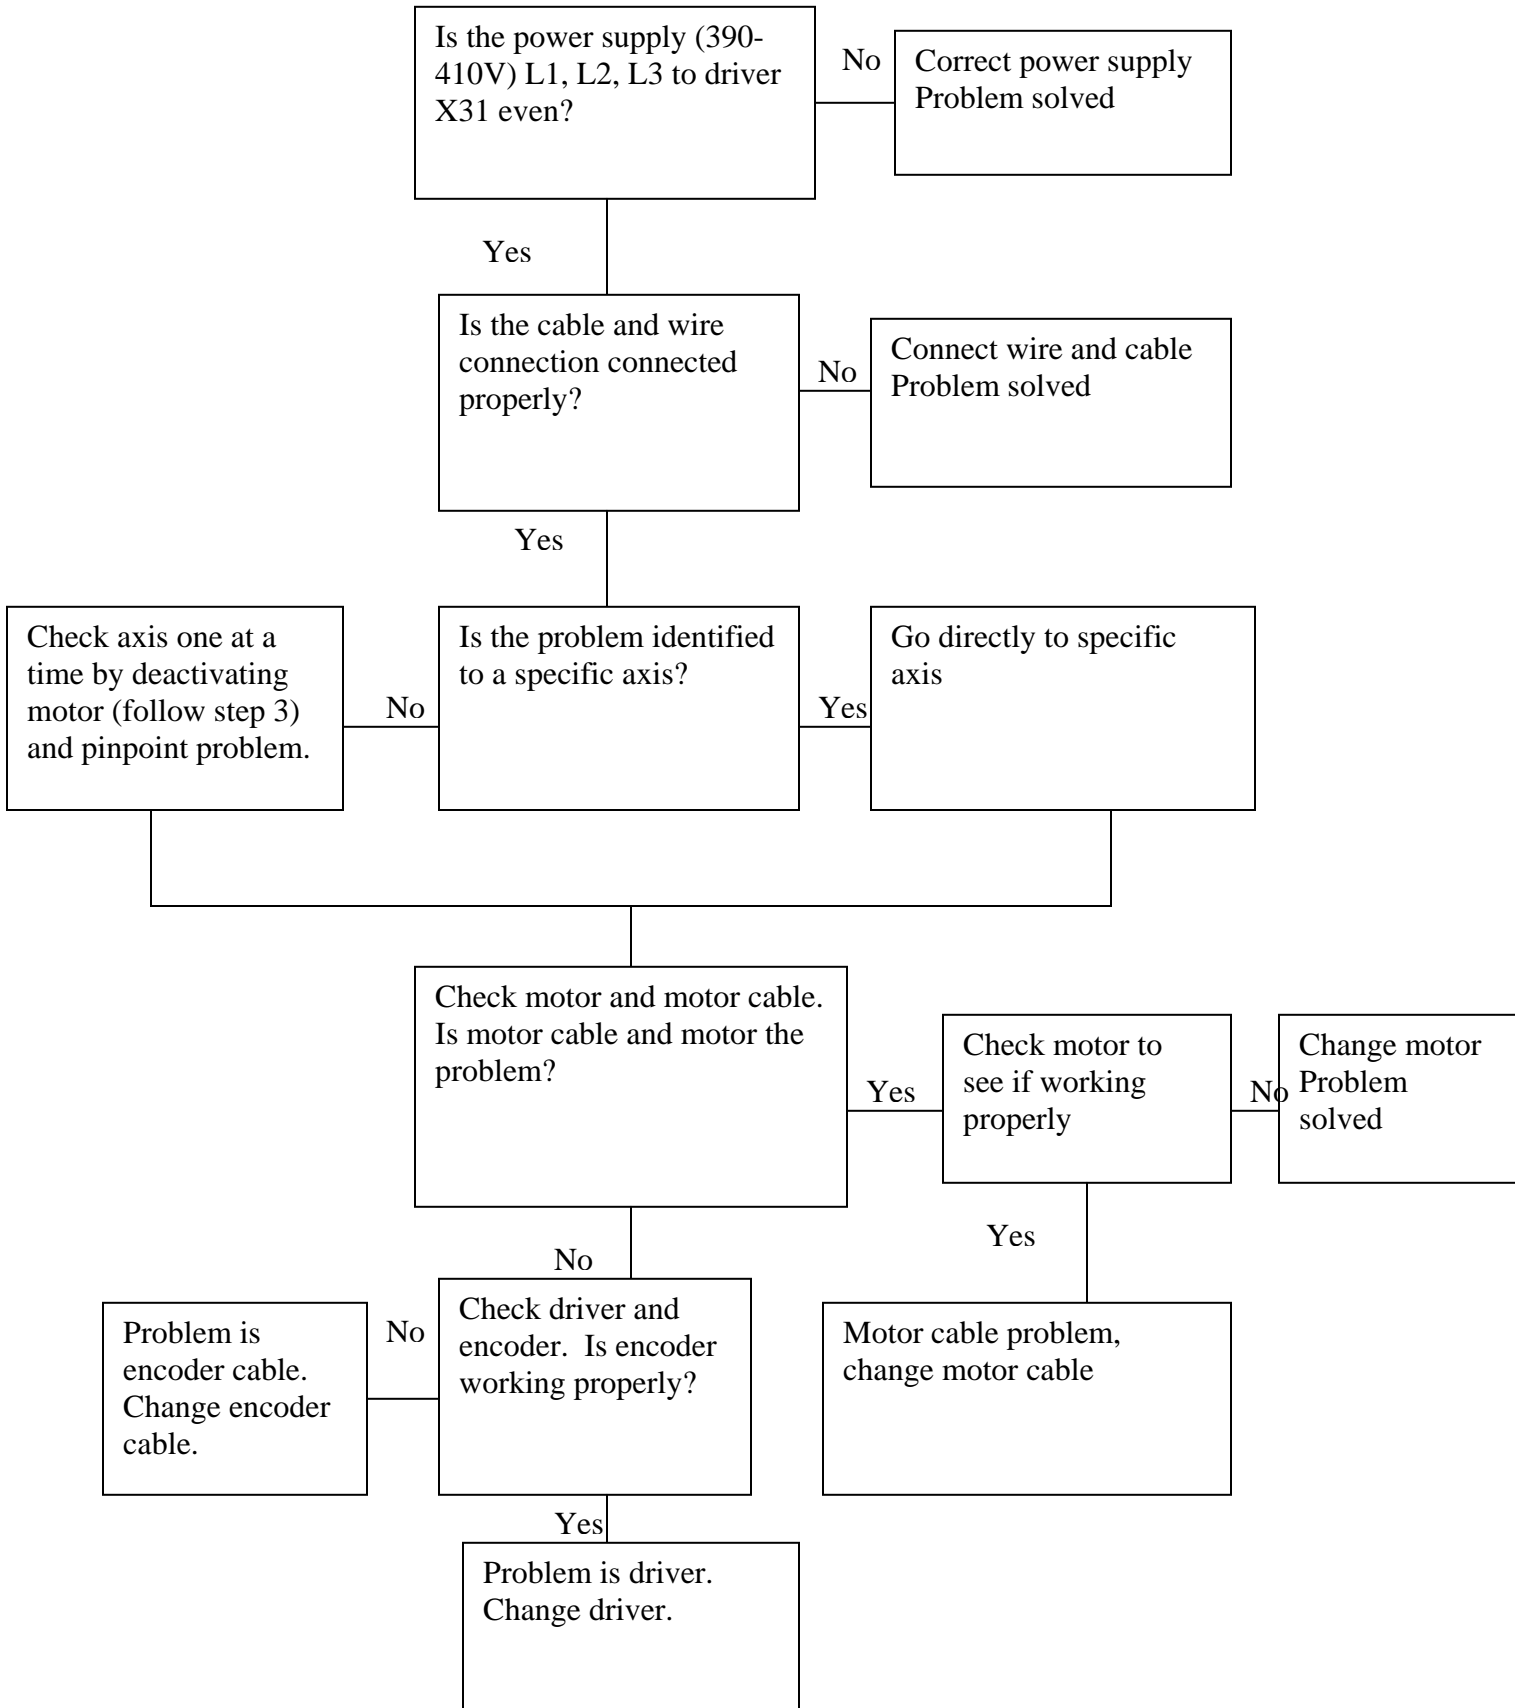 Is the power supply (390-
410V) L1, L2, L3 to driver
X31 even?
No
Correct power supply
Problem solved
Yes
Is the cable and wire
connection connected
properly?
No
Connect wire and cable
Problem solved
Yes
Check axis one at a
time by deactivating
motor (follow step 3)
and pinpoint problem.
No
Is the problem identified
to a specific axis?
Yes
Go directly to specific
axis
Check motor and motor cable.
Is motor cable and motor the
problem?
Yes
Check motor to
see if working
properly
No
Change motor
Problem
solved
Yes
Motor cable problem,
change motor cable
No
Check driver and
encoder.  Is encoder
working properly?
No
Problem is
encoder cable.
Change encoder
cable.
Yes
Problem is driver.
Change driver.